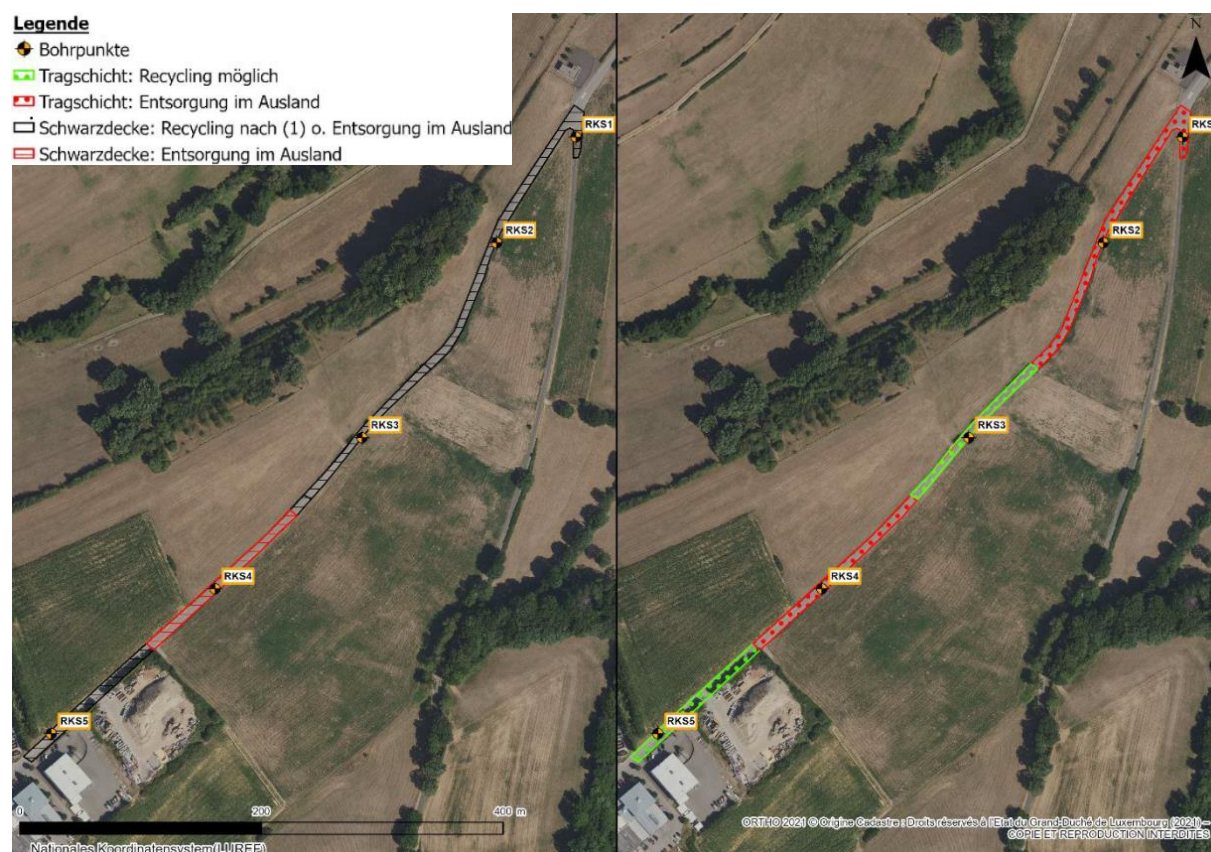 Legende
Bohrpunkte
Tragschicht: Recycling möglich
Tragschicht: Entsorgung im Ausland
Schwarzdecke: Recycling nach (1) o. Entsorgung im Ausland
Schwarzdecke: Entsorgung im Ausland
N
RKS1
RKS2
RKS3
RKS4
RKS5
RKS
RKS2
RKS3
RKS4
RKS5
0 200 400 m
Nationales Koordinatensystem (LUREF)
ORTHO 2021 © Origine Cadastre : Droits réservés à l'Etat du Grand-Duché de Luxembourg (2021) –
COPIE ET REPRODUCTION INTERDITES